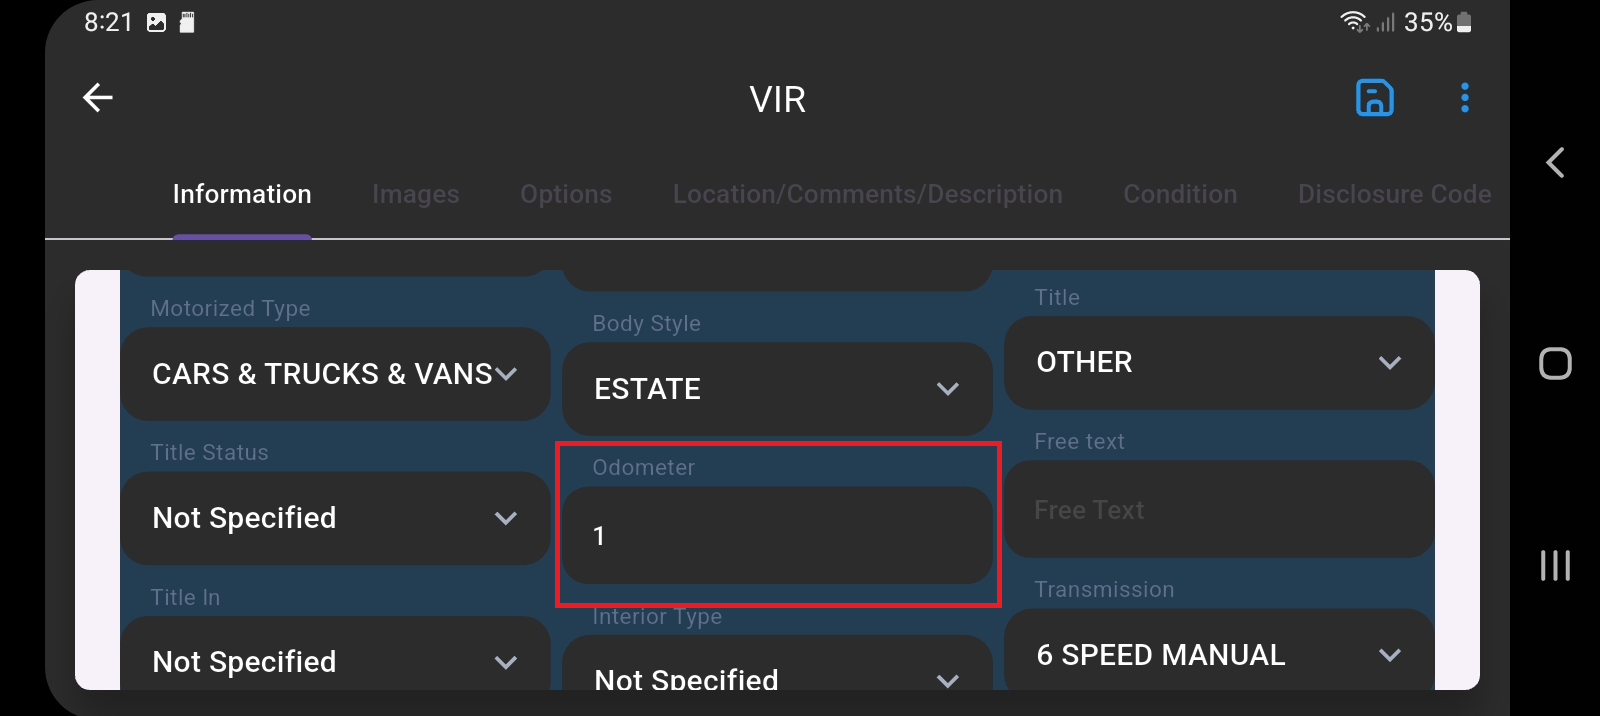 8:21
35%
VIR
Information
Images
Options
Location/Comments/Description
Condition
Disclosure Code
Motorized Type
CARS & TRUCKS & VANS
Title Status
Not Specified
Title In
Not Specified
Body Style
ESTATE
Odometer
1
Interior Type
Not Specified
Title
OTHER
Free text
Free Text
Transmission
6 SPEED MANUAL